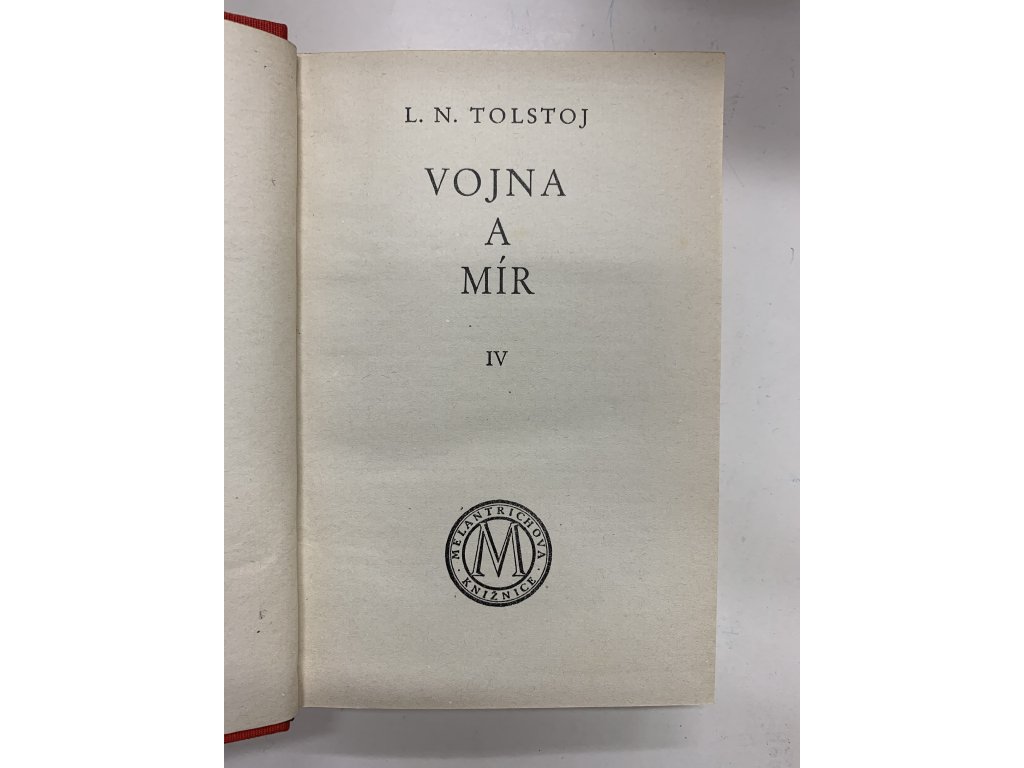 L. N. TOLSTOJ
VOJNA
A
MÍR
IV
MELANTRICHOVA
M
· KNIŽNICE ·